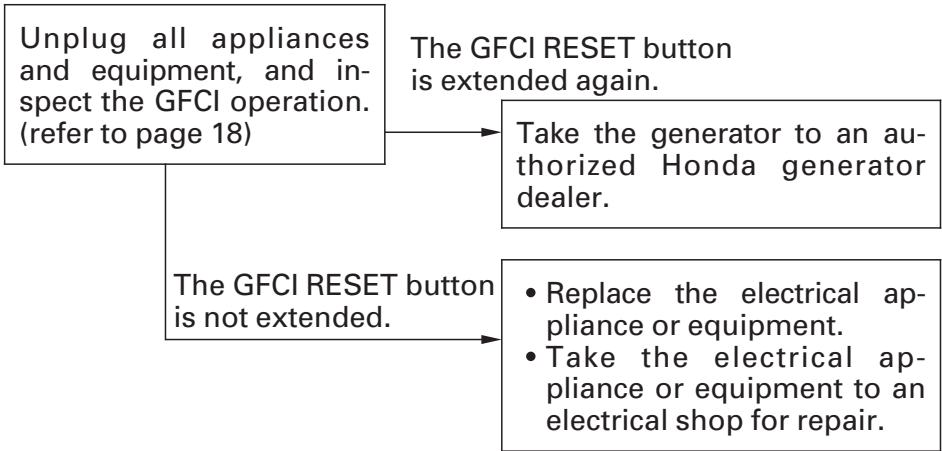 Unplug all appliances
and equipment, and in-
spect the GFCI operation.
(refer to page 18)
The GFCI RESET button
is extended again.
Take the generator to an au-
thorized Honda generator
dealer.
The GFCI RESET button
is not extended.
• Replace the electrical ap-
pliance or equipment.
• Take the electrical ap-
pliance or equipment to an
electrical shop for repair.